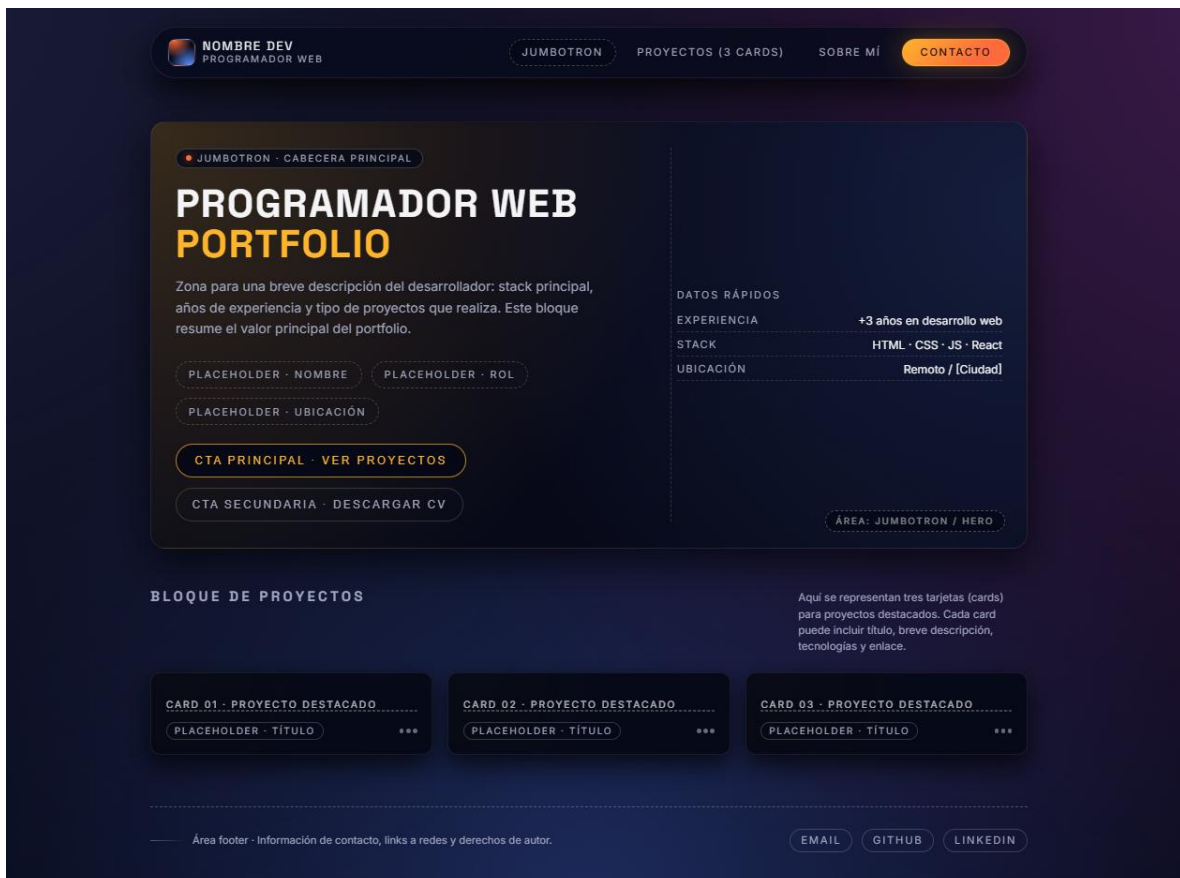 NOMBRE DEV
PROGRAMADOR WEB
JUMBOTRON
PROYECTOS (3 CARDS)
SOBRE MÍ
CONTACTO
JUMBOTRON · CABECERA PRINCIPAL
PROGRAMADOR WEB
PORTFOLIO
Zona para una breve descripción del desarrollador: stack principal,
años de experiencia y tipo de proyectos que realiza. Este bloque
resume el valor principal del portfolio.
PLACEHOLDER · NOMBRE
PLACEHOLDER · ROL
PLACEHOLDER · UBICACIÓN
CTA PRINCIPAL · VER PROYECTOS
CTA SECUNDARIA · DESCARGAR CV
DATOS RÁPIDOS
EXPERIENCIA +3 años en desarrollo web
STACK HTML · CSS · JS · React
UBICACIÓN Remoto / [Ciudad]
ÁREA: JUMBOTRON / HERO
BLOQUE DE PROYECTOS
Aquí se representan tres tarjetas (cards)
para proyectos destacados. Cada card
puede incluir título, breve descripción,
tecnologías y enlace.
CARD 01 · PROYECTO DESTACADO
PLACEHOLDER · TÍTULO
CARD 02 · PROYECTO DESTACADO
PLACEHOLDER · TÍTULO
CARD 03 · PROYECTO DESTACADO
PLACEHOLDER · TÍTULO
Área footer · Información de contacto, links a redes y derechos de autor.
EMAIL
GITHUB
LINKEDIN